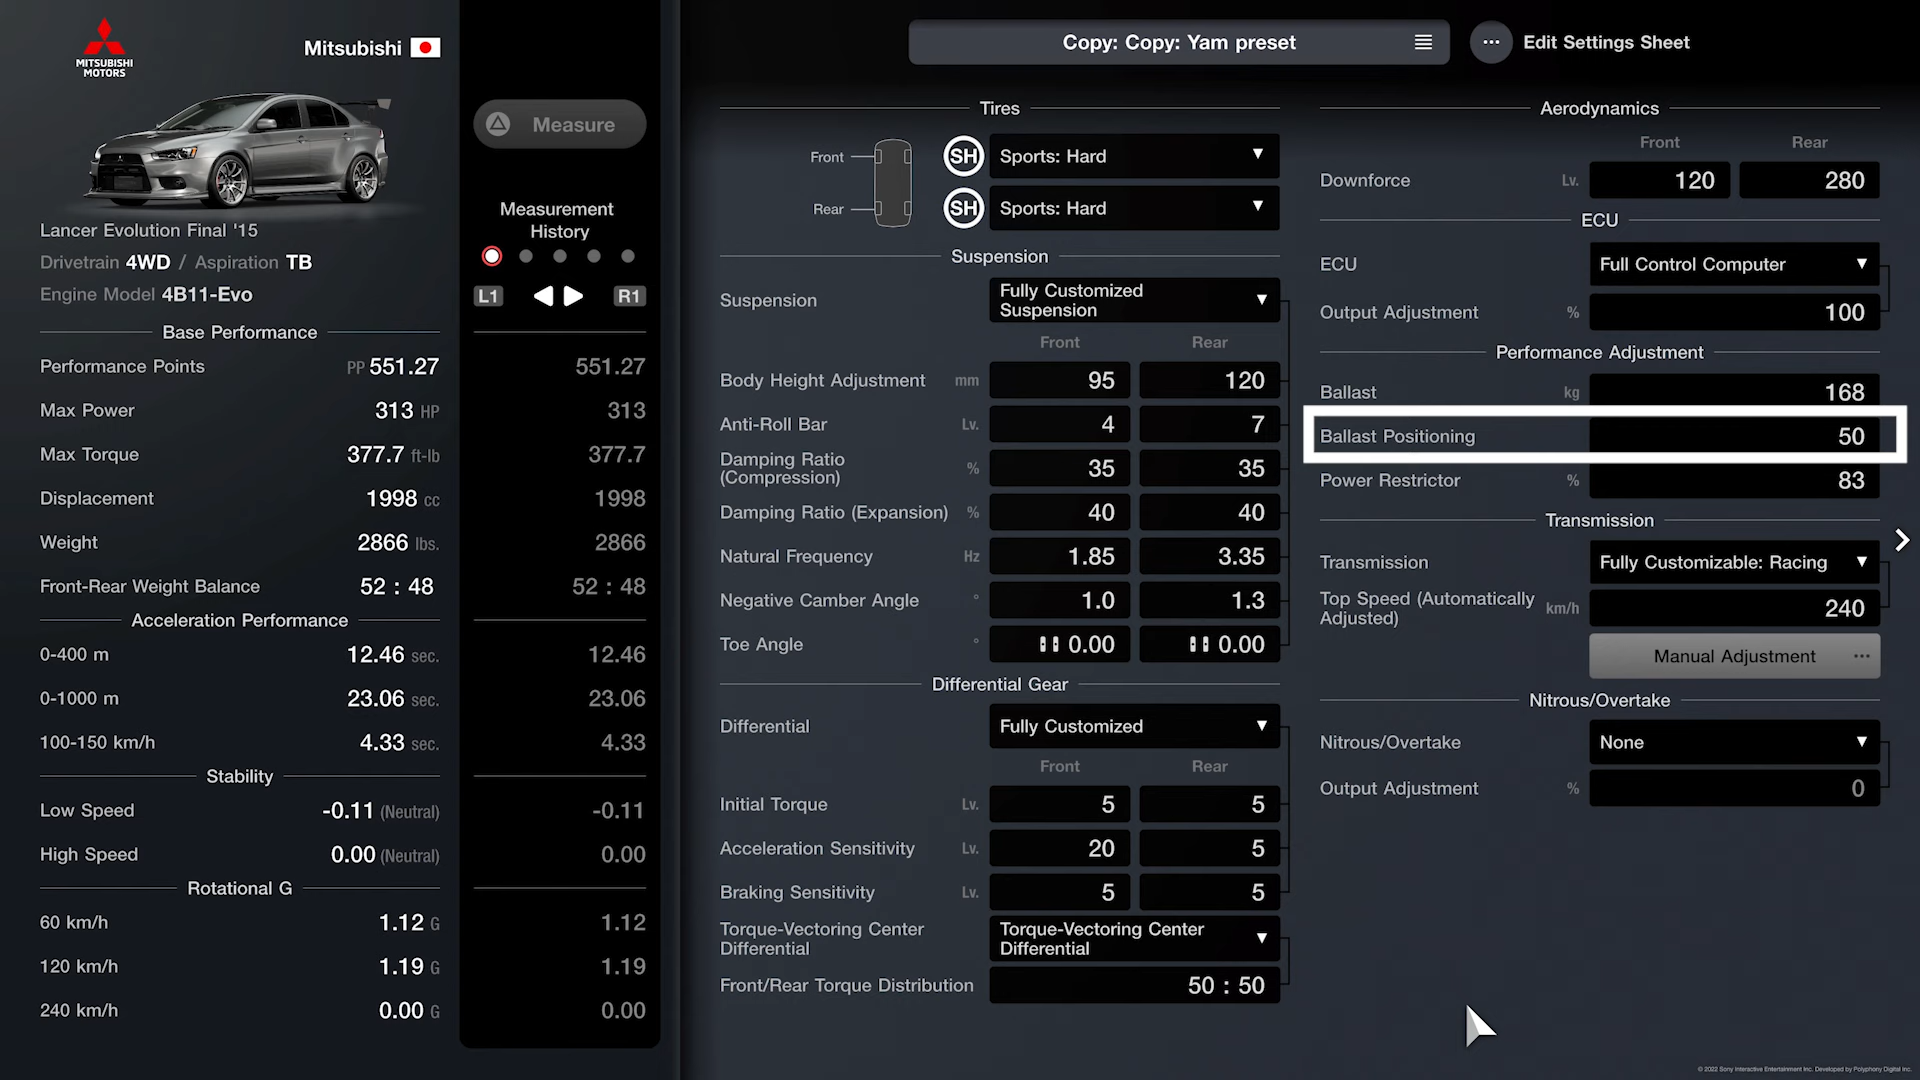 MITSUBISHI
MOTORS
Mitsubishi
Lancer Evolution Final '15
Drivetrain 4WD / Aspiration TB
Engine Model 4B11-Evo
Base Performance
Performance Points PP 551.27
Max Power 313 HP
Max Torque 377.7 ft-lb
Displacement 1998 cc
Weight 2866 lbs.
Front-Rear Weight Balance 52 : 48
Acceleration Performance
0-400 m 12.46 sec.
0-1000 m 23.06 sec.
100-150 km/h 4.33 sec.
Stability
Low Speed -0.11 (Neutral)
High Speed 0.00 (Neutral)
Rotational G
60 km/h 1.12 G
120 km/h 1.19 G
240 km/h 0.00 G
Measure
Measurement
History
L1 R1
551.27
313
377.7
1998
2866
52 : 48
12.46
23.06
4.33
-0.11
0.00
1.12
1.19
0.00
Copy: Copy: Yam preset
Edit Settings Sheet
Tires
Front SH Sports: Hard
Rear SH Sports: Hard
Suspension
Suspension Fully Customized
Suspension
Front Rear
Body Height Adjustment mm 95 120
Anti-Roll Bar Lv. 4 7
Damping Ratio
(Compression) % 35 35
Damping Ratio (Expansion) % 40 40
Natural Frequency Hz 1.85 3.35
Negative Camber Angle ° 1.0 1.3
Toe Angle ° 0.00 0.00
Differential Gear
Differential Fully Customized
Front Rear
Initial Torque Lv. 5 5
Acceleration Sensitivity Lv. 20 5
Braking Sensitivity Lv. 5 5
Torque-Vectoring Center
Differential
Torque-Vectoring Center
Differential
Front/Rear Torque Distribution 50 : 50
Aerodynamics
Front Rear
Downforce Lv. 120 280
ECU
ECU Full Control Computer
Output Adjustment % 100
Performance Adjustment
Ballast kg 168
Ballast Positioning 50
Power Restrictor % 83
Transmission
Transmission Fully Customizable: Racing
Top Speed (Automatically
Adjusted) km/h 240
Manual Adjustment
Nitrous/Overtake
Nitrous/Overtake None
Output Adjustment % 0
© 2022 Sony Interactive Entertainment Inc. Developed by Polyphony Digital Inc.